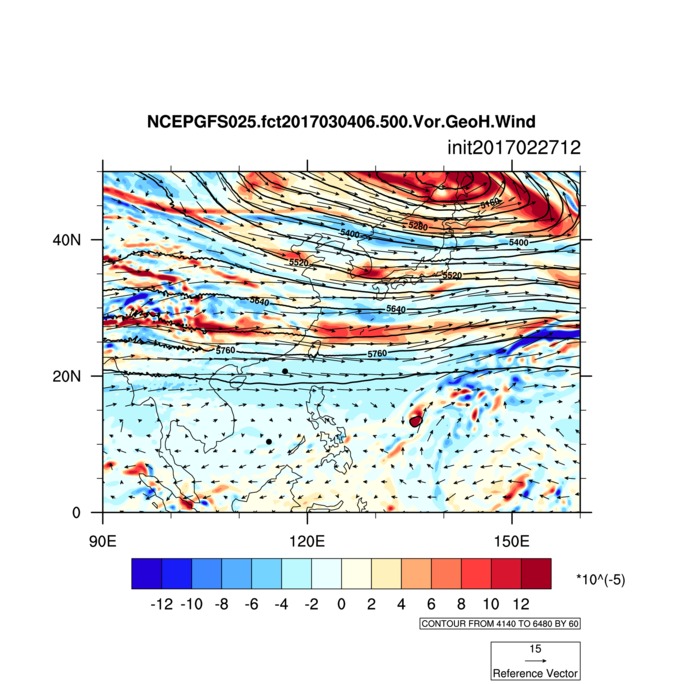 NCEPGFS025.fct2017030406.500.Vor.GeoH.Wind
init2017022712
5160
5280
5400
5400
40N
5520
5520
5640
5640
5760
5760
20N
0
90E 120E 150E
*10^(-5)
-12 -10 -8 -6 -4 -2 0 2 4 6 8 10 12
CONTOUR FROM 4140 TO 6480 BY 60
15
Reference Vector